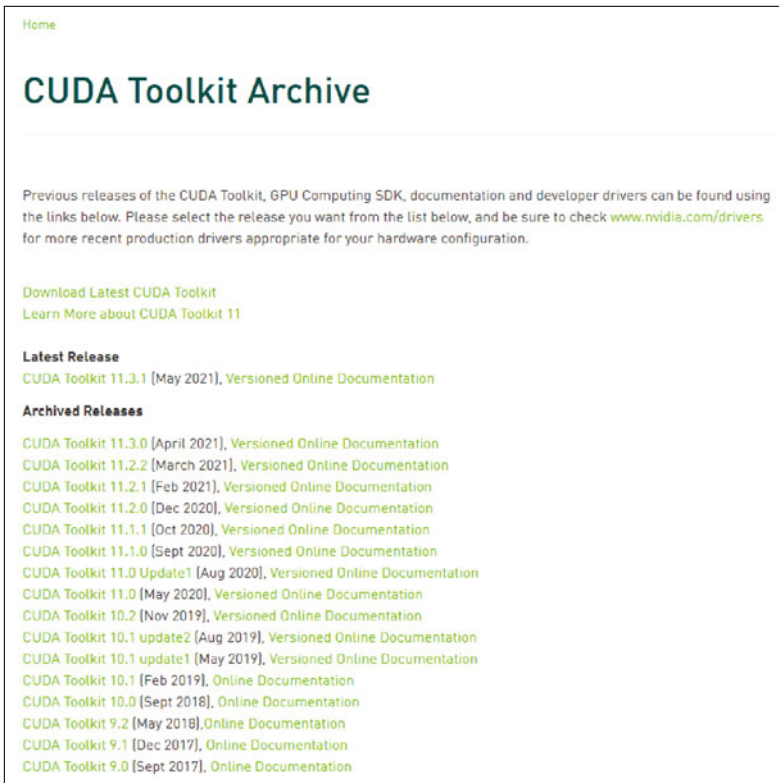 Home
CUDA Toolkit Archive
Previous releases of the CUDA Toolkit, GPU Computing SDK, documentation and developer drivers can be found using
the links below. Please select the release you want from the list below, and be sure to check www.nvidia.com/drivers
for more recent production drivers appropriate for your hardware configuration.
Download Latest CUDA Toolkit
Learn More about CUDA Toolkit 11
Latest Release
CUDA Toolkit 11.3.1 (May 2021), Versioned Online Documentation
Archived Releases
CUDA Toolkit 11.3.0 (April 2021), Versioned Online Documentation
CUDA Toolkit 11.2.2 (March 2021), Versioned Online Documentation
CUDA Toolkit 11.2.1 (Feb 2021), Versioned Online Documentation
CUDA Toolkit 11.2.0 (Dec 2020), Versioned Online Documentation
CUDA Toolkit 11.1.1 (Oct 2020), Versioned Online Documentation
CUDA Toolkit 11.1.0 (Sept 2020), Versioned Online Documentation
CUDA Toolkit 11.0 Update1 (Aug 2020), Versioned Online Documentation
CUDA Toolkit 11.0 (May 2020), Versioned Online Documentation
CUDA Toolkit 10.2 (Nov 2019), Versioned Online Documentation
CUDA Toolkit 10.1 update2 (Aug 2019), Versioned Online Documentation
CUDA Toolkit 10.1 update1 (May 2019), Versioned Online Documentation
CUDA Toolkit 10.1 (Feb 2019), Online Documentation
CUDA Toolkit 10.0 (Sept 2018), Online Documentation
CUDA Toolkit 9.2 (May 2018),Online Documentation
CUDA Toolkit 9.1 (Dec 2017), Online Documentation
CUDA Toolkit 9.0 (Sept 2017), Online Documentation